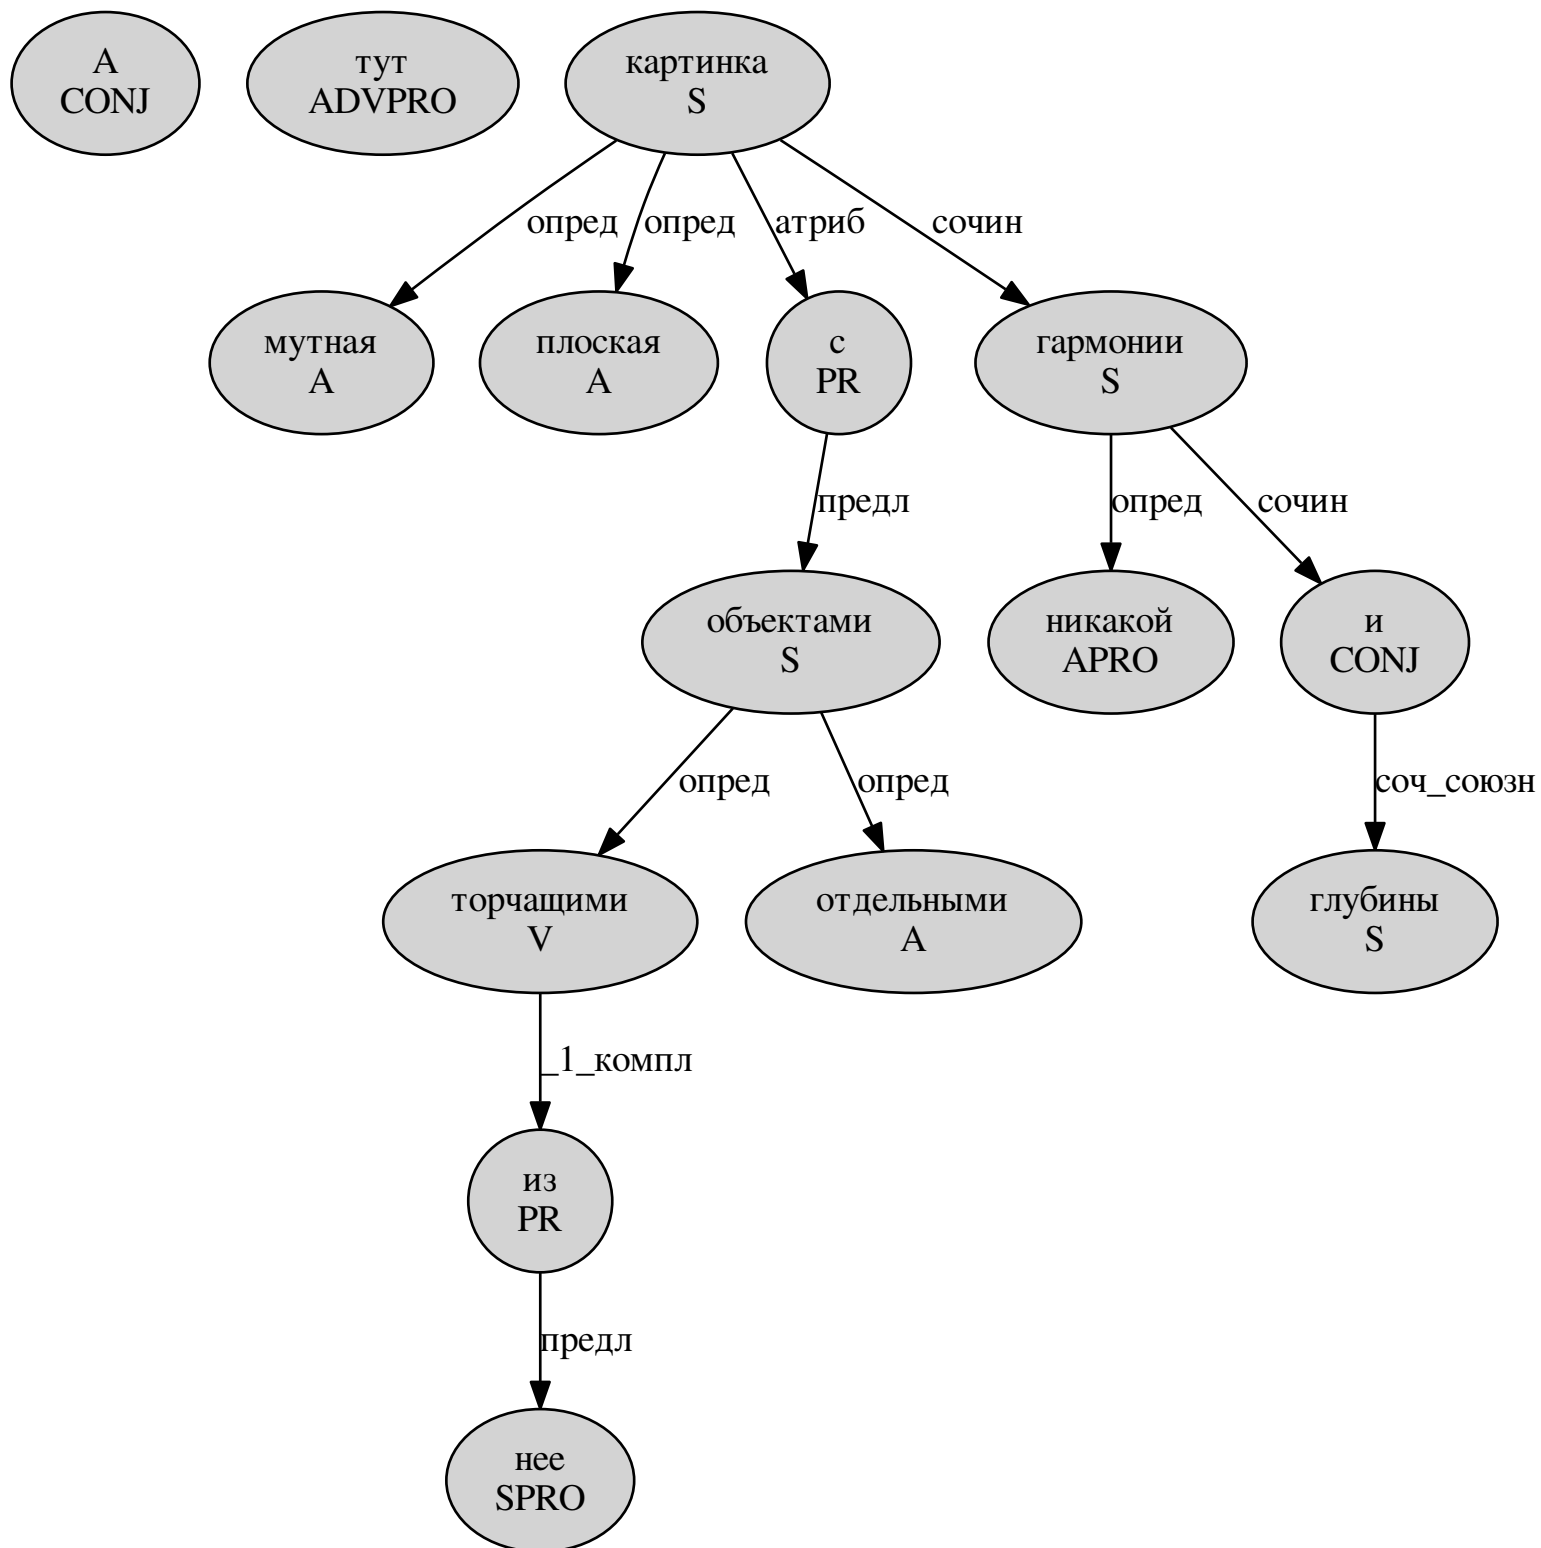 А
CONJ
тут
ADVPRO
картинка
S
опред
опред
атриб
сочин
мутная
A
плоская
A
с
PR
гармонии
S
предл
опред
сочин
объектами
S
никакой
APRO
и
CONJ
опред
опред
соч_союзн
торчащими
V
отдельными
A
глубины
S
_1_компл
из
PR
предл
нее
SPRO